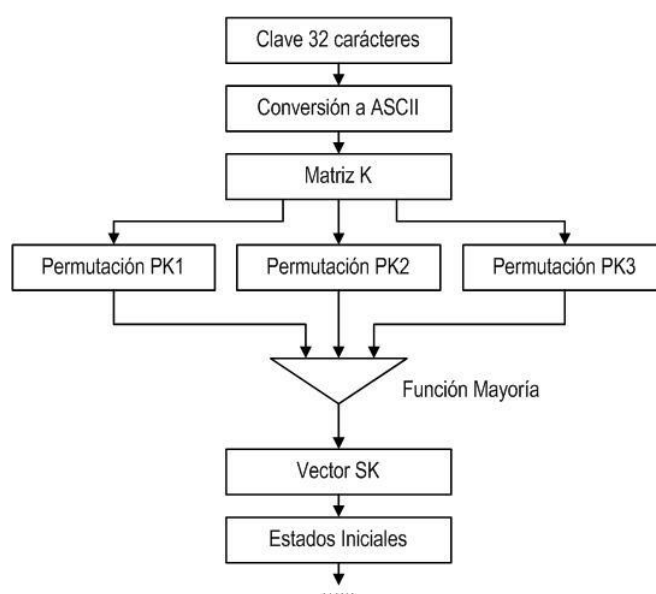 Clave 32 carácteres
Conversión a ASCII
Matriz K
Permutación PK1
Permutación PK2
Permutación PK3
Función Mayoría
Vector SK
Estados Iniciales
......